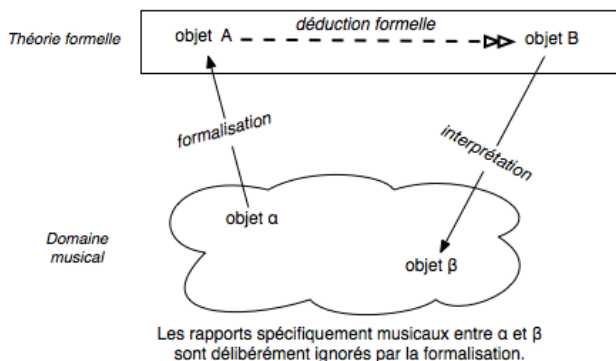 déduction formelle
Théorie formelle
objet A
objet B
formalisation
interprétation
objet α
Domaine
musical
objet β
Les rapports spécifiquement musicaux entre α et β
sont délibérément ignorés par la formalisation.